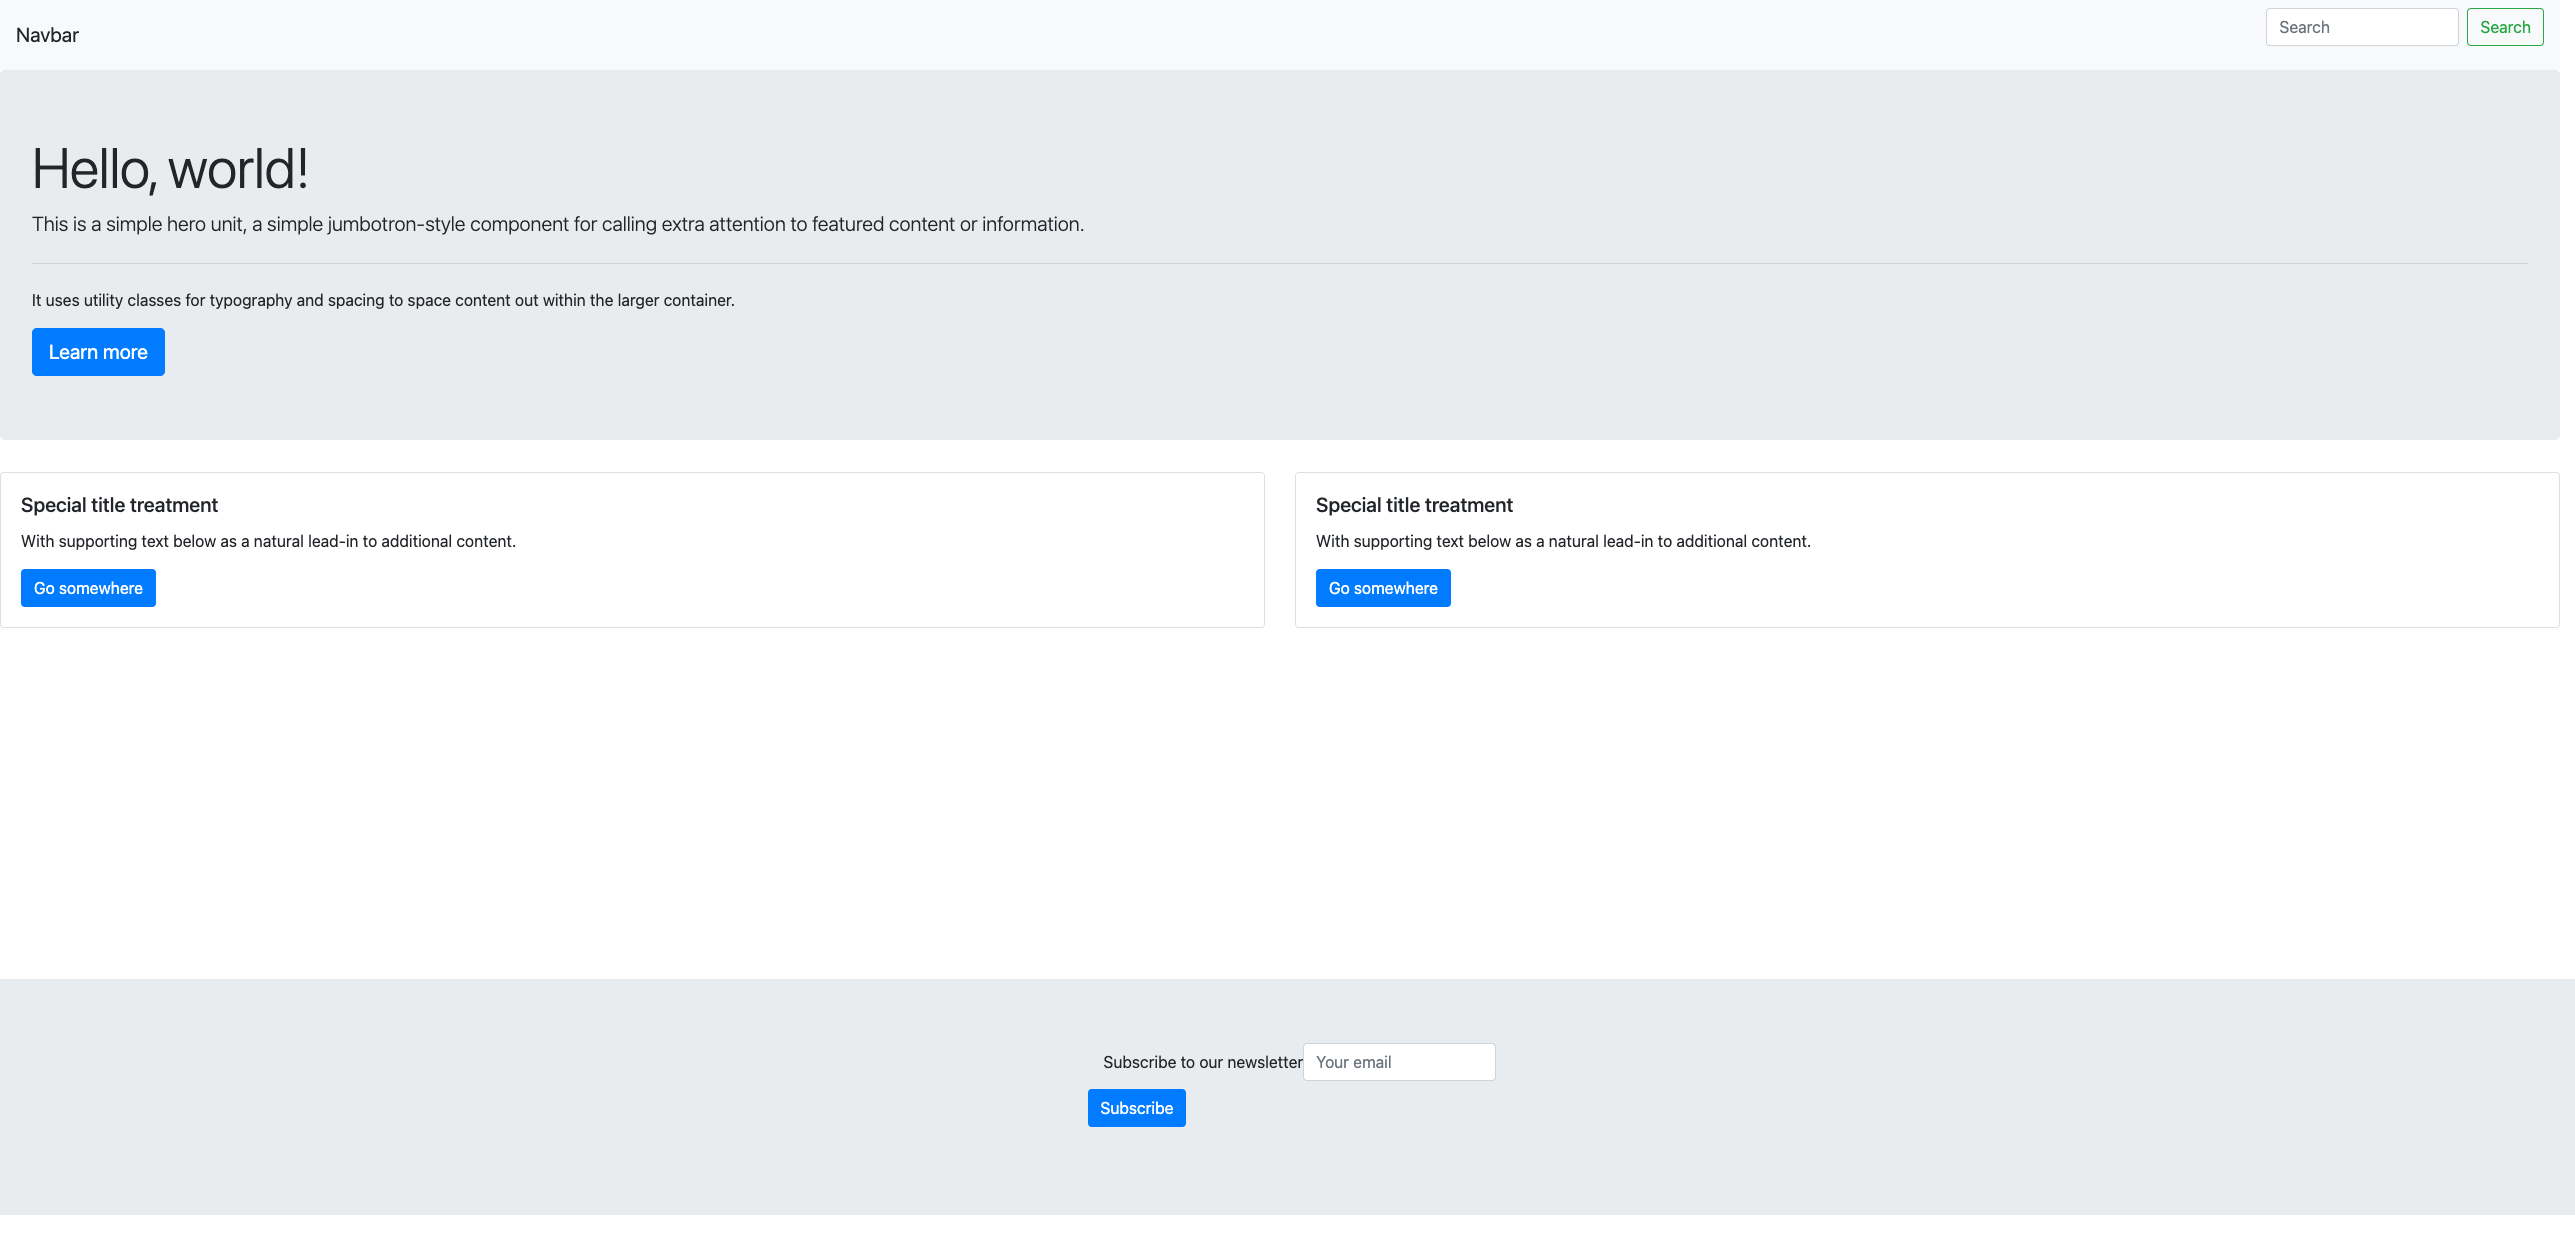 Navbar
Search
Search
Hello, world!
This is a simple hero unit, a simple jumbotron-style component for calling extra attention to featured content or information.
It uses utility classes for typography and spacing to space content out within the larger container.
Learn more
Special title treatment
With supporting text below as a natural lead-in to additional content.
Go somewhere
Special title treatment
With supporting text below as a natural lead-in to additional content.
Go somewhere
Subscribe to our newsletter
Your email
Subscribe